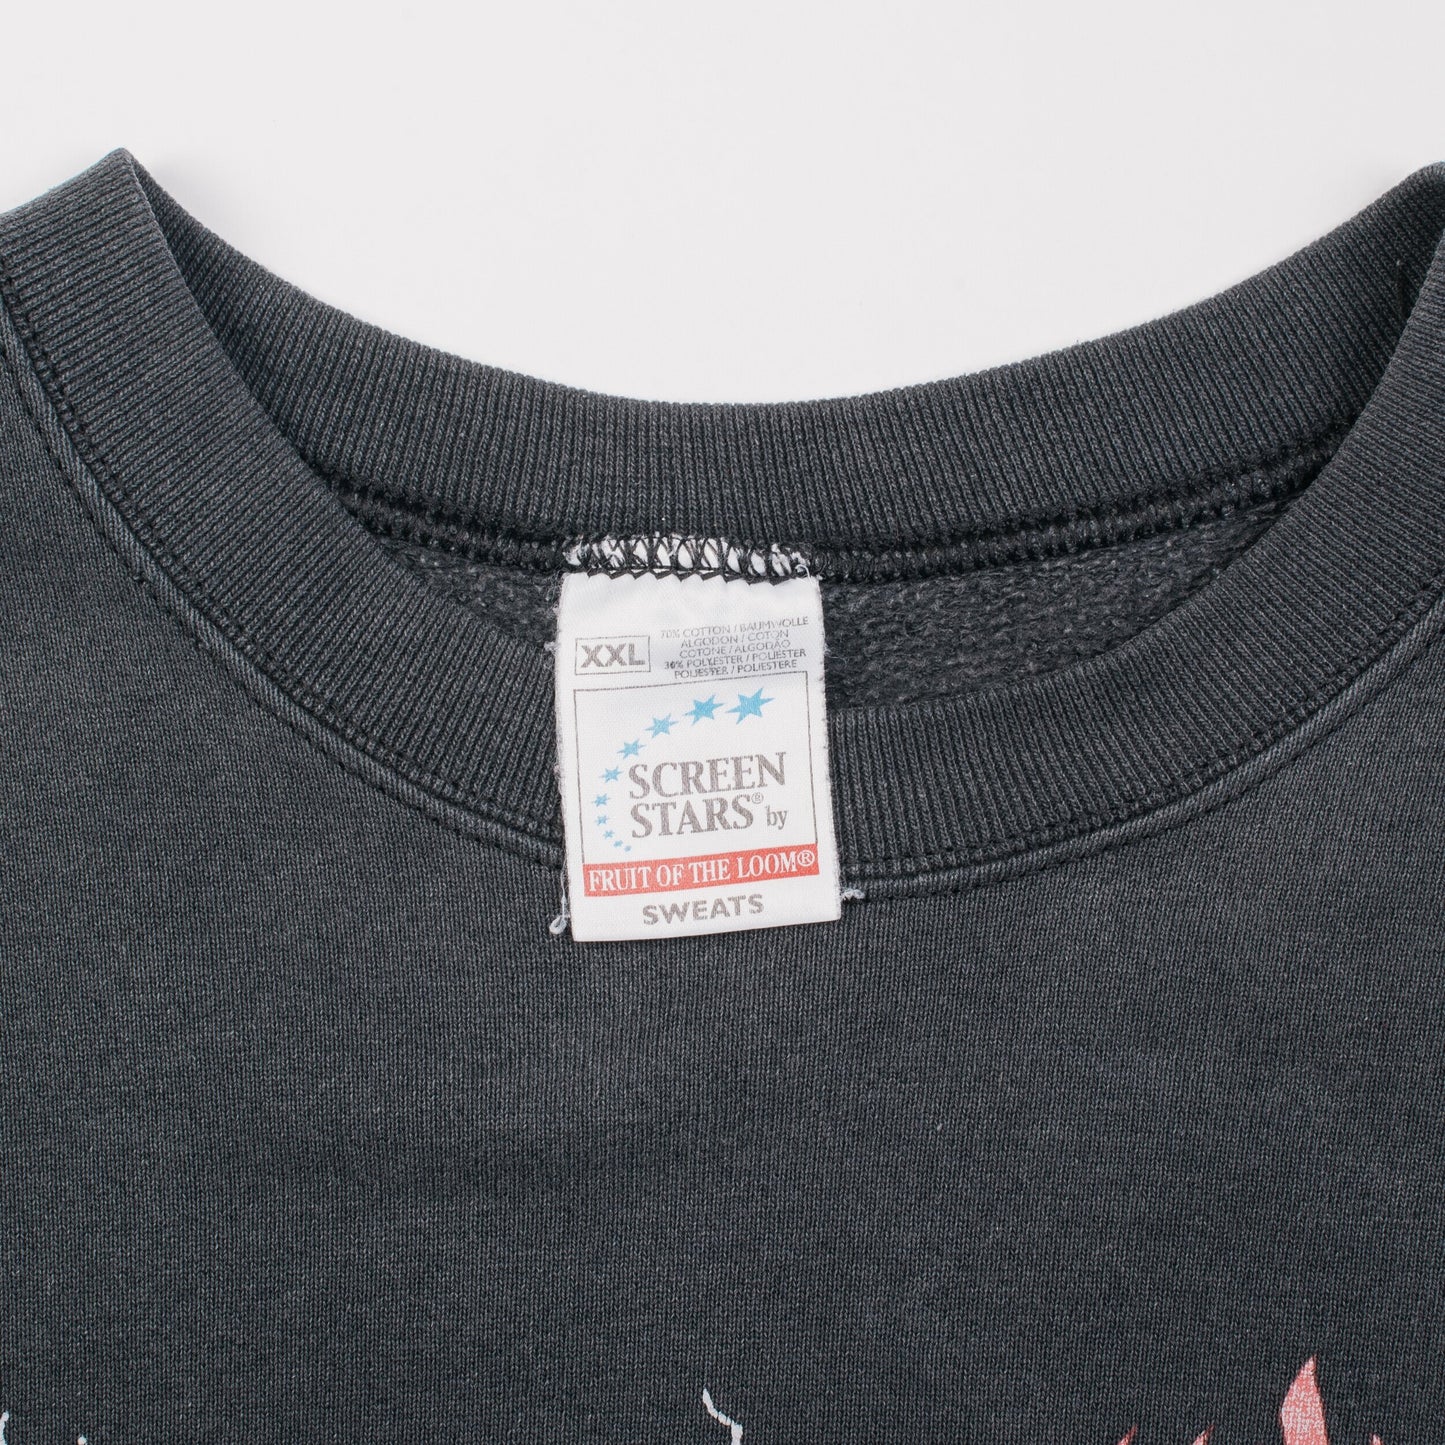 XXL
70% COTTON / BAUMWOLLE
ALGODON / COTON
COTONE / ALGODÃO
30% POLYESTER / POLIESTER
POLIESTER / POLIESTERE
SCREEN
STARS® by
FRUIT OF THE LOOM®
SWEATS